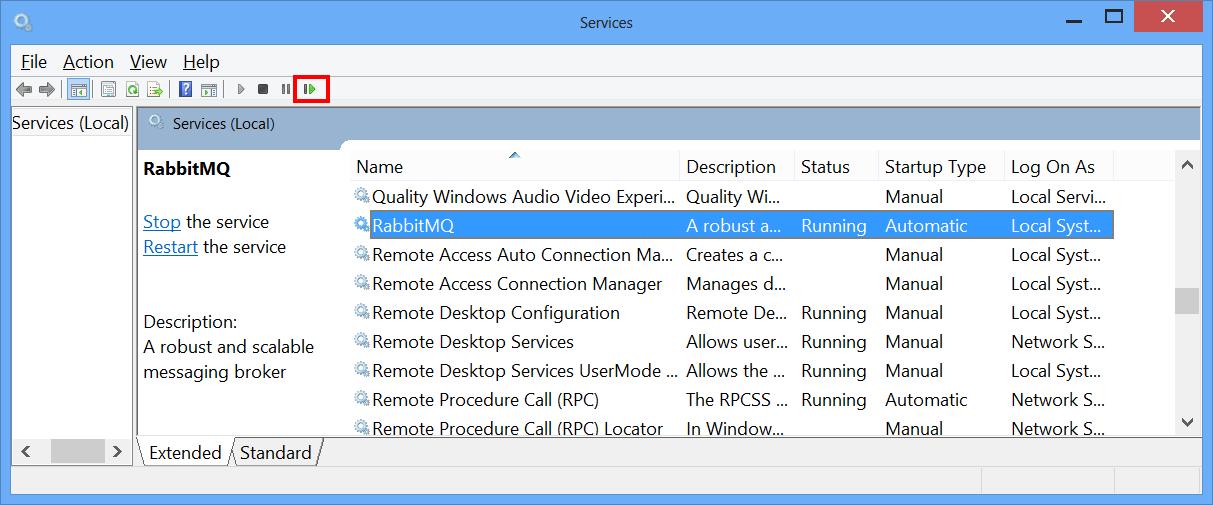 Services
File Action View Help
Services (Local)
Services (Local)
RabbitMQ
Stop the service
Restart the service
Description:
A robust and scalable
messaging broker
Name Description Status Startup Type Log On As
Quality Windows Audio Video Experi... Quality Wi... Manual Local Servi...
RabbitMQ A robust a... Running Automatic Local Syst...
Remote Access Auto Connection Ma... Creates a c... Manual Local Syst...
Remote Access Connection Manager Manages d... Manual Local Syst...
Remote Desktop Configuration Remote De... Running Manual Local Syst...
Remote Desktop Services Allows user... Running Manual Network S...
Remote Desktop Services UserMode ... Allows the ... Running Manual Local Syst...
Remote Procedure Call (RPC) The RPCSS ... Running Automatic Network S...
Remote Procedure Call (RPC) Locator In Window... Manual Network S...
Extended Standard